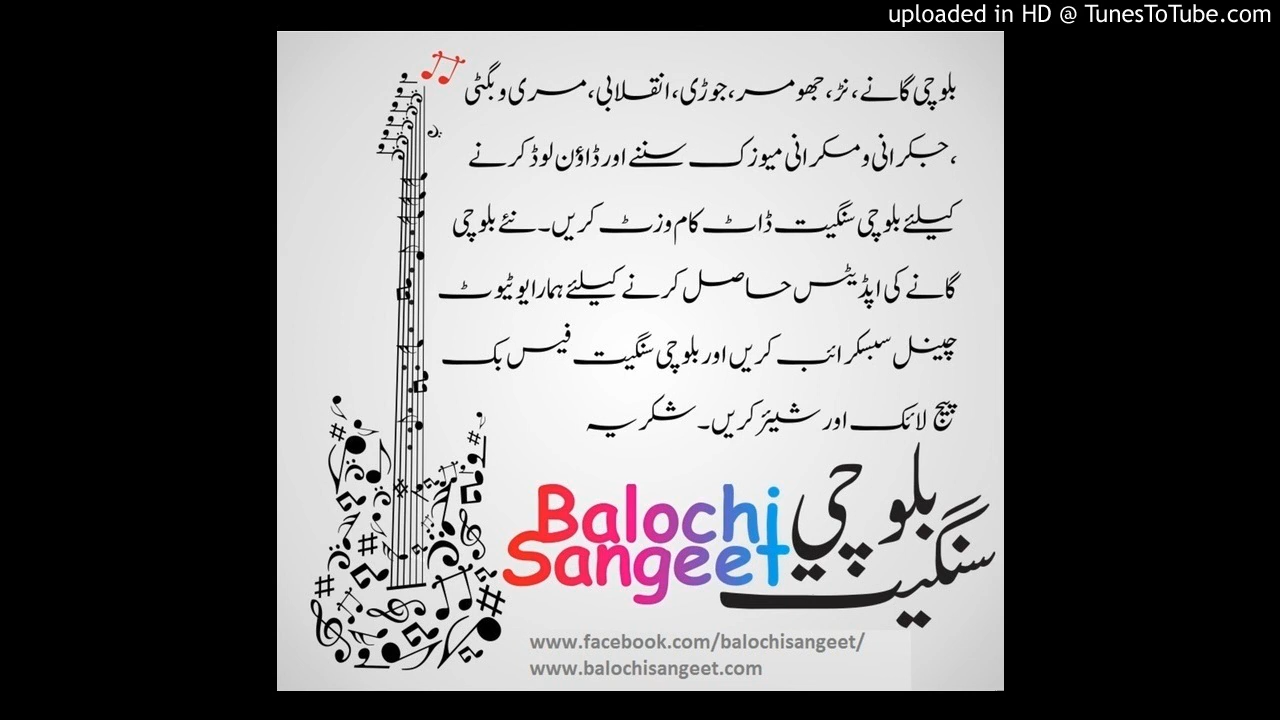 uploaded in HD @ TunesToTube.com
بلوچی گانے ، نڑ، جھومر ،جوڑی،انقلابی،مری و بگٹی
، جکرانی و مکرانی میوزک سننے اور ڈاؤن لوڈ کرنے
کیلئے بلوچی سنگیت ڈاٹ کام وزٹ کریں۔ نئے بلوچی
گانے کی اپڈیٹس حاصل کرنے کیلئے ہمارا یوٹیوٹ
چینل سبسکرائب کریں اور بلوچی سنگیت فیس بک
پیج لائک اور شیئر کریں۔ شکریہ
Balochi
Sangeet
بلوچی
سنگیت
www.facebook.com/balochisangeet/
www.balochisangeet.com